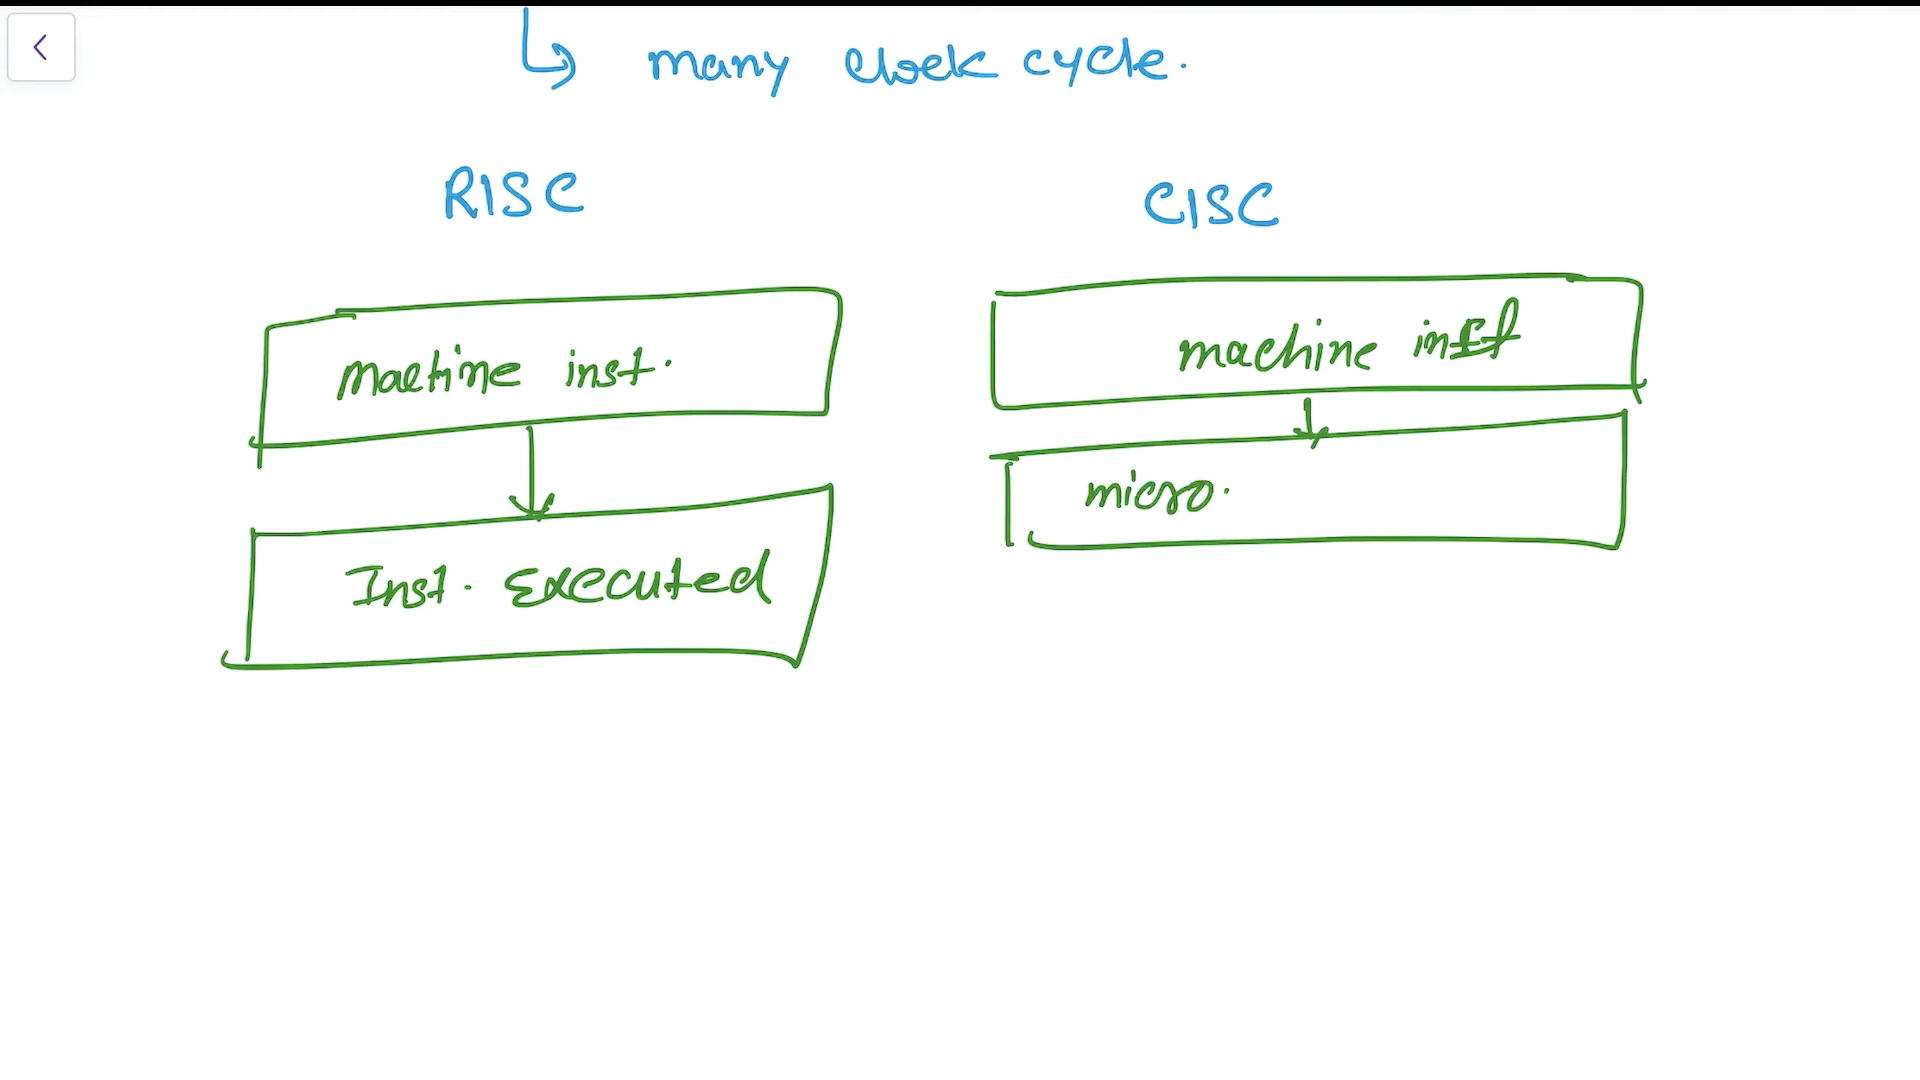 many clock cycle.
RISC
CISC
Machine inst.
machine inst
micro.
Inst. Executed